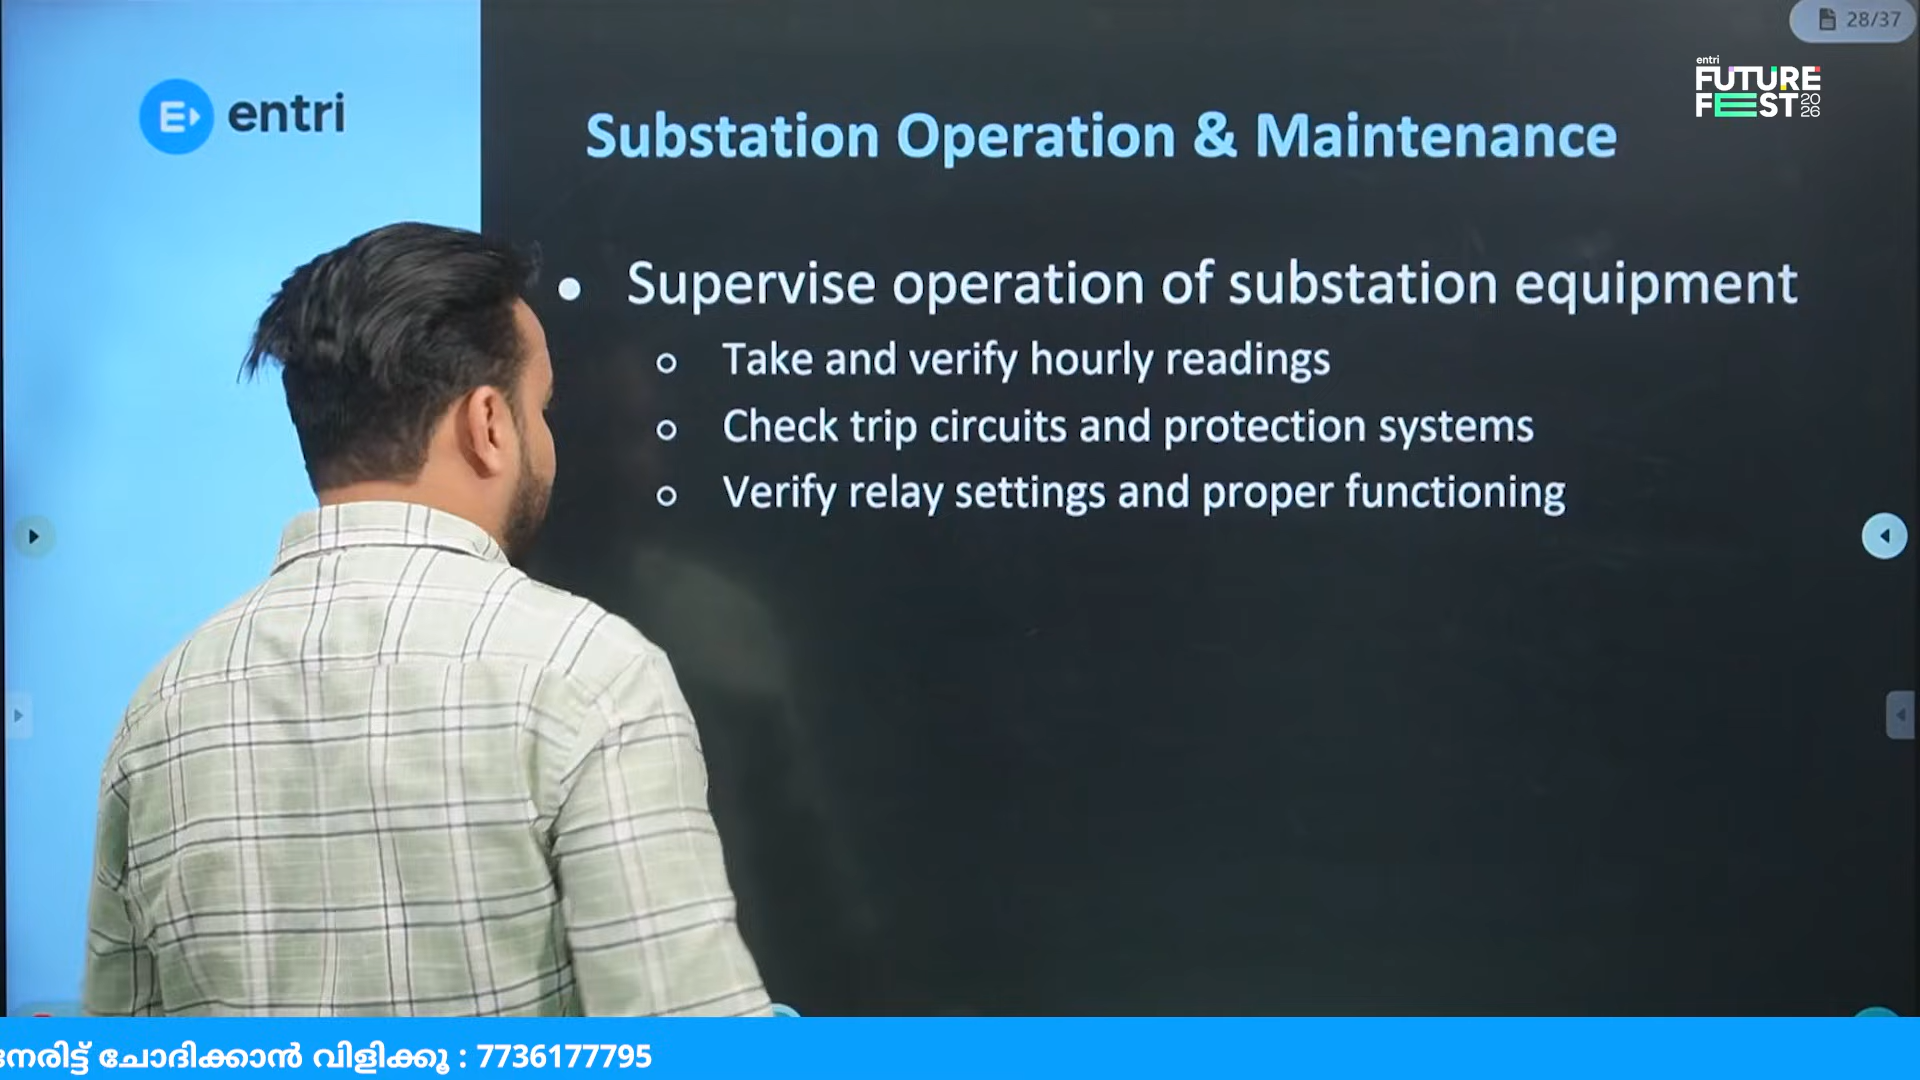 28/37
entri
FUTURE
FEST 2026
entri
Substation Operation & Maintenance
Supervise operation of substation equipment
Take and verify hourly readings
Check trip circuits and protection systems
Verify relay settings and proper functioning
നേരിട്ട് ചോദിക്കാൻ വിളിക്കൂ : 7736177795